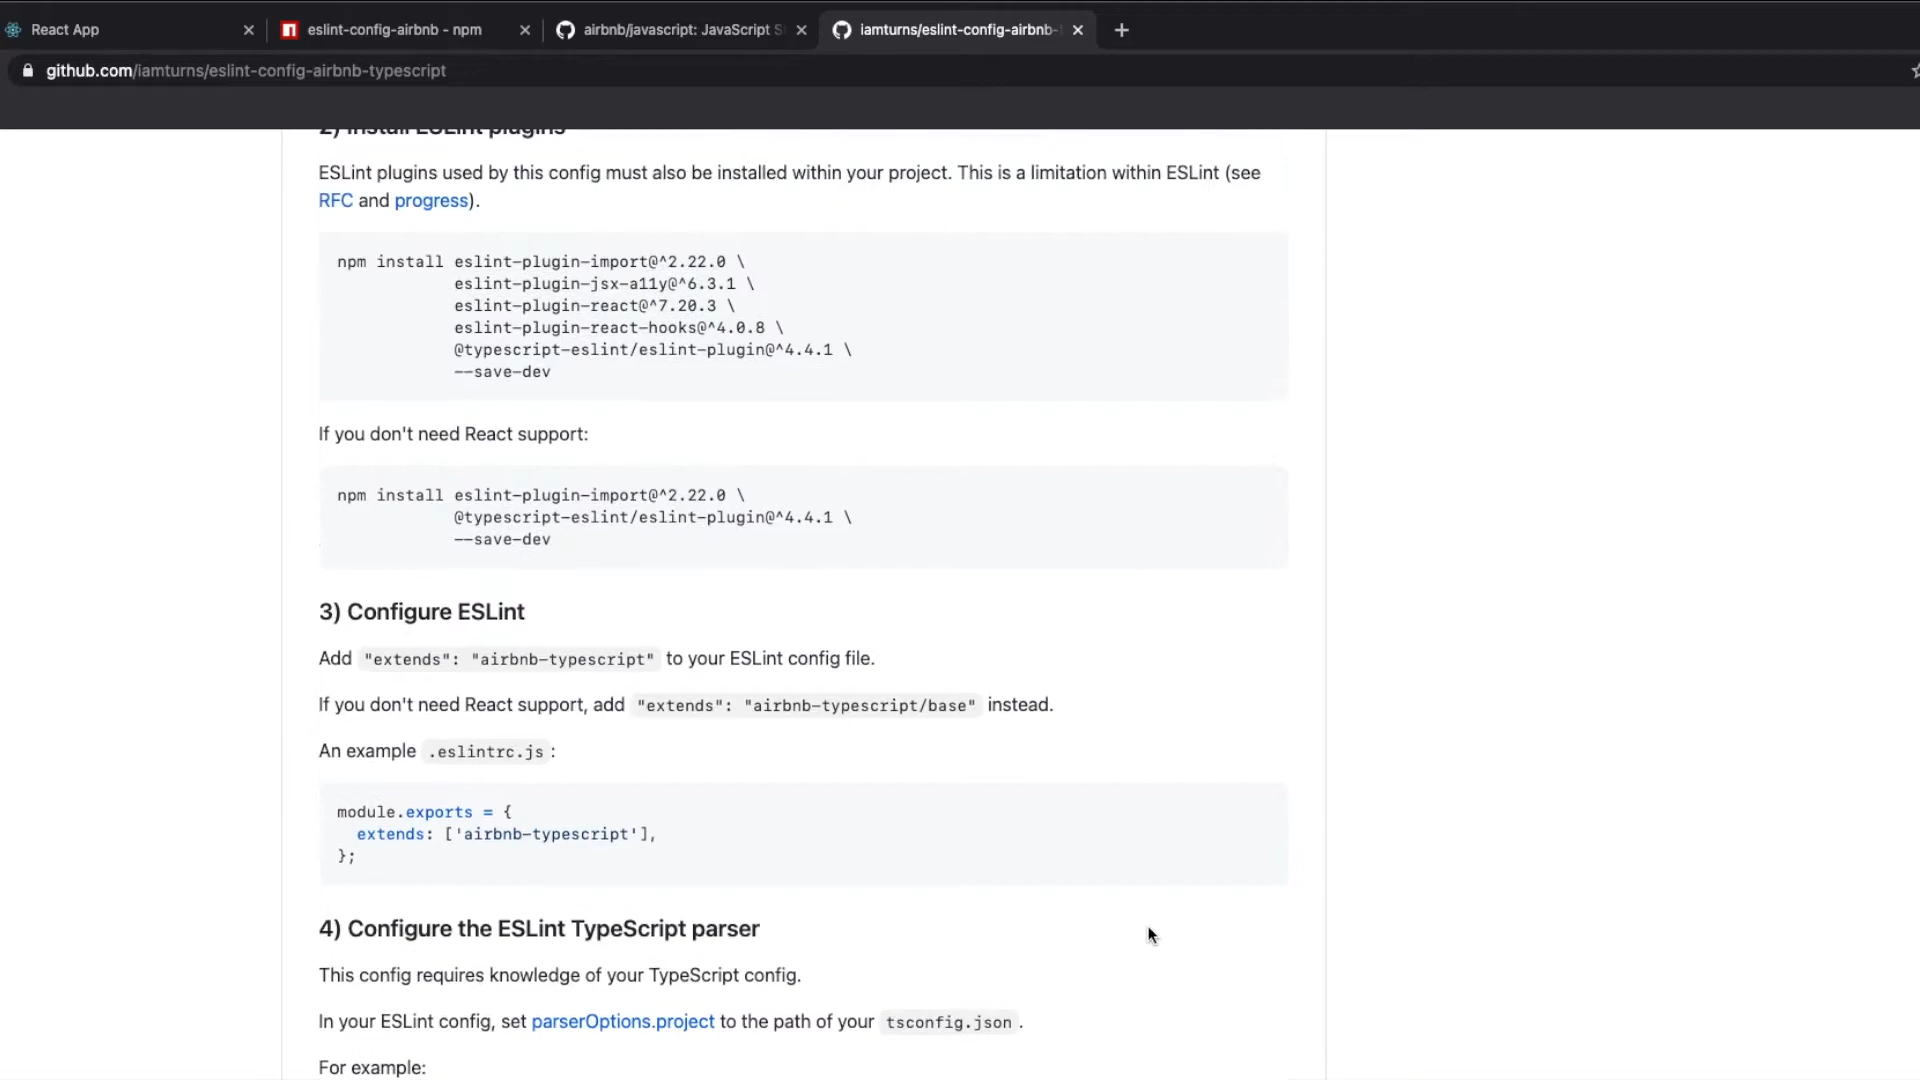 React App
eslint-config-airbnb - npm
airbnb/javascript: JavaScript S
iamturns/eslint-config-airbnb-
github.com/iamturns/eslint-config-airbnb-typescript
2) Install ESLint plugins
ESLint plugins used by this config must also be installed within your project. This is a limitation within ESLint (see
RFC and progress).
npm install eslint-plugin-import@^2.22.0 \
eslint-plugin-jsx-a11y@^6.3.1 \
eslint-plugin-react@^7.20.3 \
eslint-plugin-react-hooks@^4.0.8 \
@typescript-eslint/eslint-plugin@^4.4.1 \
--save-dev
If you don't need React support:
npm install eslint-plugin-import@^2.22.0 \
@typescript-eslint/eslint-plugin@^4.4.1 \
--save-dev
3) Configure ESLint
Add "extends": "airbnb-typescript" to your ESLint config file.
If you don't need React support, add "extends": "airbnb-typescript/base" instead.
An example .eslintrc.js:
module.exports = {
extends: ['airbnb-typescript'],
};
4) Configure the ESLint TypeScript parser
This config requires knowledge of your TypeScript config.
In your ESLint config, set parserOptions.project to the path of your tsconfig.json.
For example: